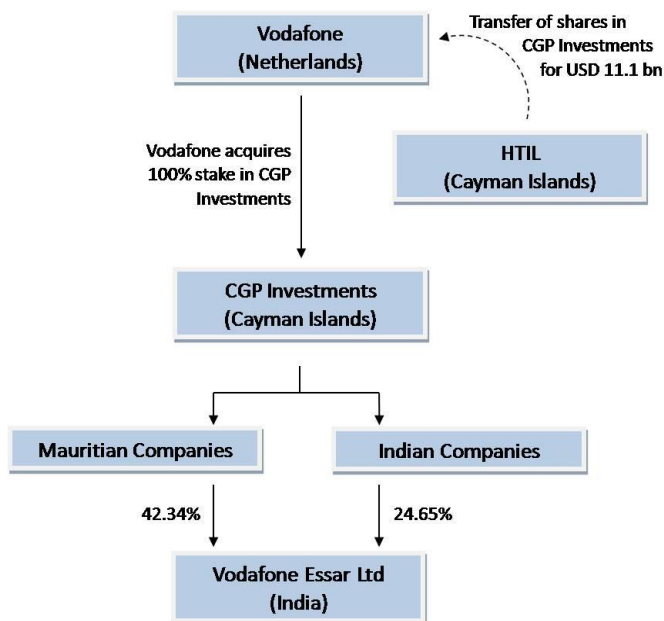 Vodafone
(Netherlands)
Transfer of shares in
CGP Investments
for USD 11.1 bn
HTIL
(Cayman Islands)
Vodafone acquires
100% stake in CGP
Investments
CGP Investments
(Cayman Islands)
Mauritian Companies
Indian Companies
42.34%
24.65%
Vodafone Essar Ltd
(India)